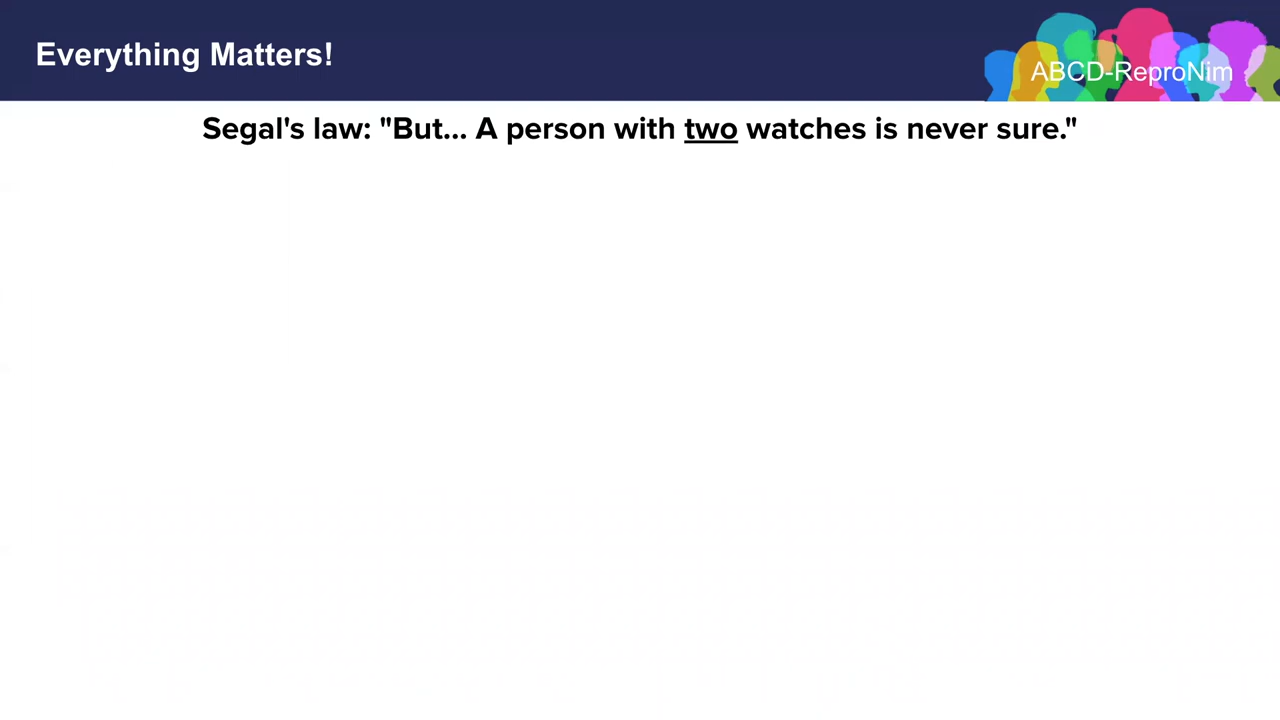 Everything Matters!
ABCD-ReproNim
Segal's law: "But... A person with two watches is never sure."